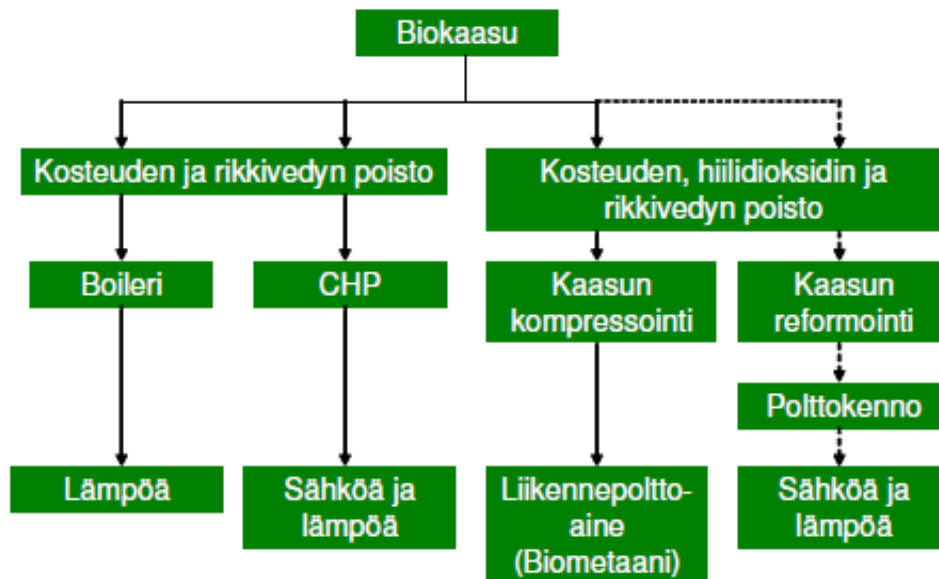 Biokaasu
Kosteuden ja rikkivedyn poisto
Kosteuden, hiilidioksidin ja
rikkivedyn poisto
Boileri
CHP
Kaasun
kompressointi
Kaasun
reformointi
Polttokenno
Lämpöä
Sähköä ja
lämpöä
Liikennepoltto-
aine
(Biometaani)
Sähköä ja
lämpöä